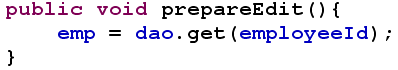 public void prepareEdit(){
    emp = dao.get(employeeId);
}